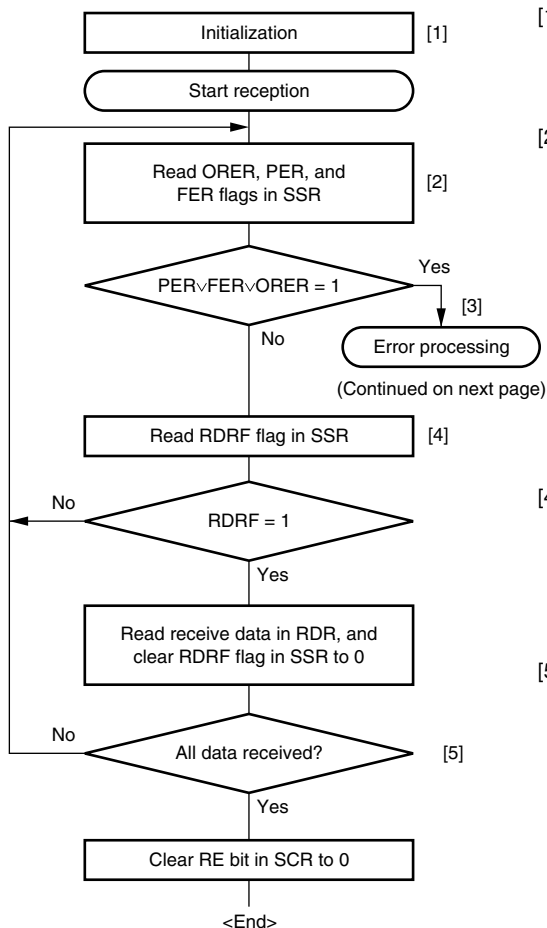 Initialization
[1]
Start reception
Read ORER, PER, and
FER flags in SSR
[2]
PER∨FER∨ORER = 1
Yes
[3]
No
Error processing
(Continued on next page)
Read RDRF flag in SSR
[4]
No
RDRF = 1
Yes
Read receive data in RDR, and
clear RDRF flag in SSR to 0
No
All data received?
[5]
Yes
Clear RE bit in SCR to 0
<End>